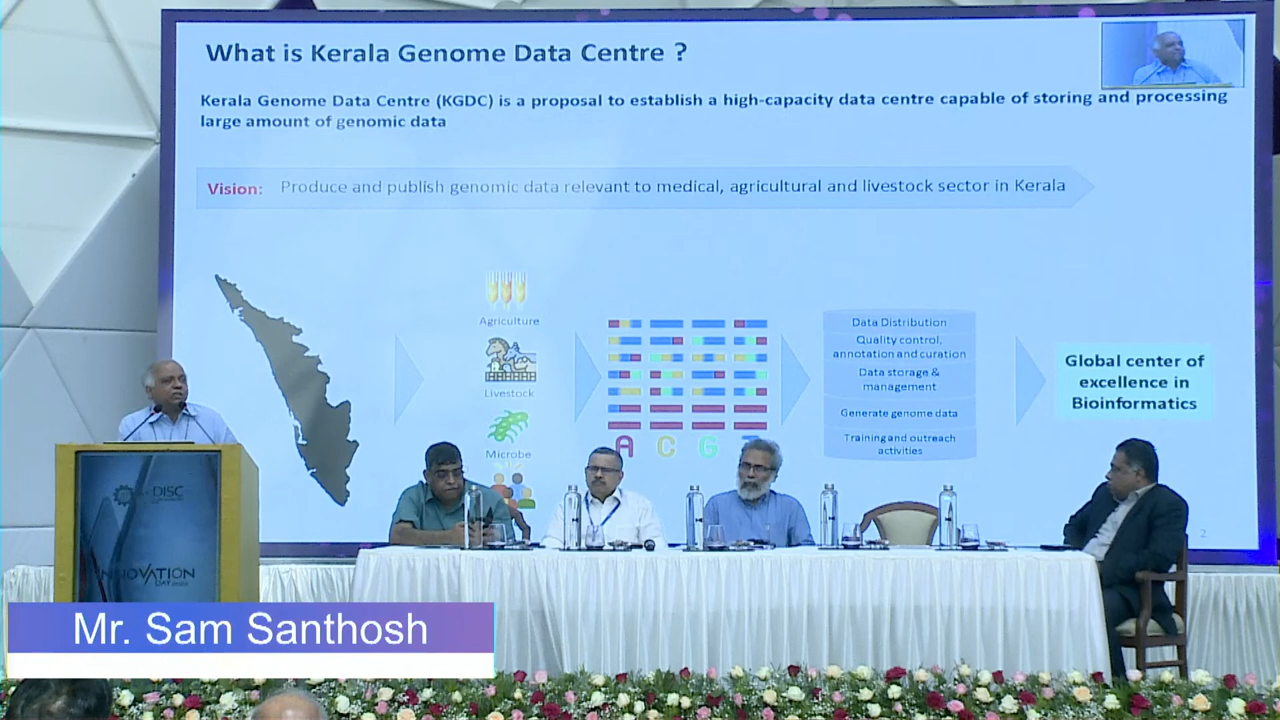 What is Kerala Genome Data Centre ?
Kerala Genome Data Centre (KGDC) is a proposal to establish a high-capacity data centre capable of storing and processing
large amount of genomic data
Vision: Produce and publish genomic data relevant to medical, agricultural and livestock sector in Kerala
Agriculture
Livestock
Microbe
A C G
Data Distribution
Quality control,
annotation and curation
Data storage &
management
Generate genome data
Training and outreach
activities
Global center of
excellence in
Bioinformatics
2
DISC
INNOVATION
DAY
Mr. Sam Santhosh